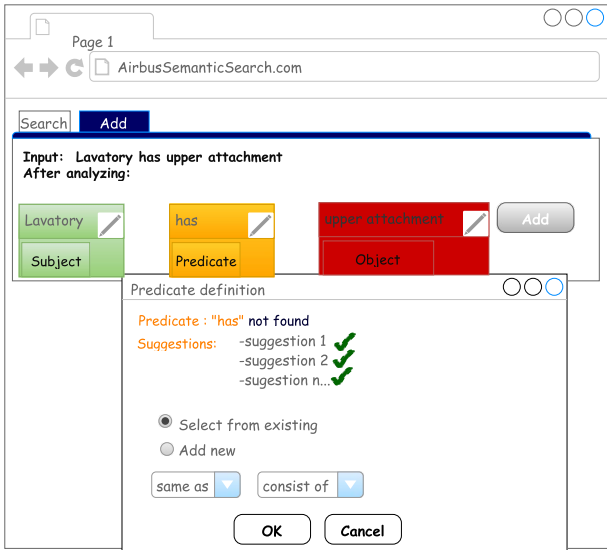 Page 1
AirbusSemanticSearch.com
Search Add
Input: Lavatory has upper attachment
After analyzing:
Lavatory has upper attachment Add
Subject Predicate Object
Predicate definition
Predicate : "has" not found
Suggestions: -suggestion 1
-suggestion 2
-sugestion n...
Select from existing
Add new
same as consist of
OK Cancel